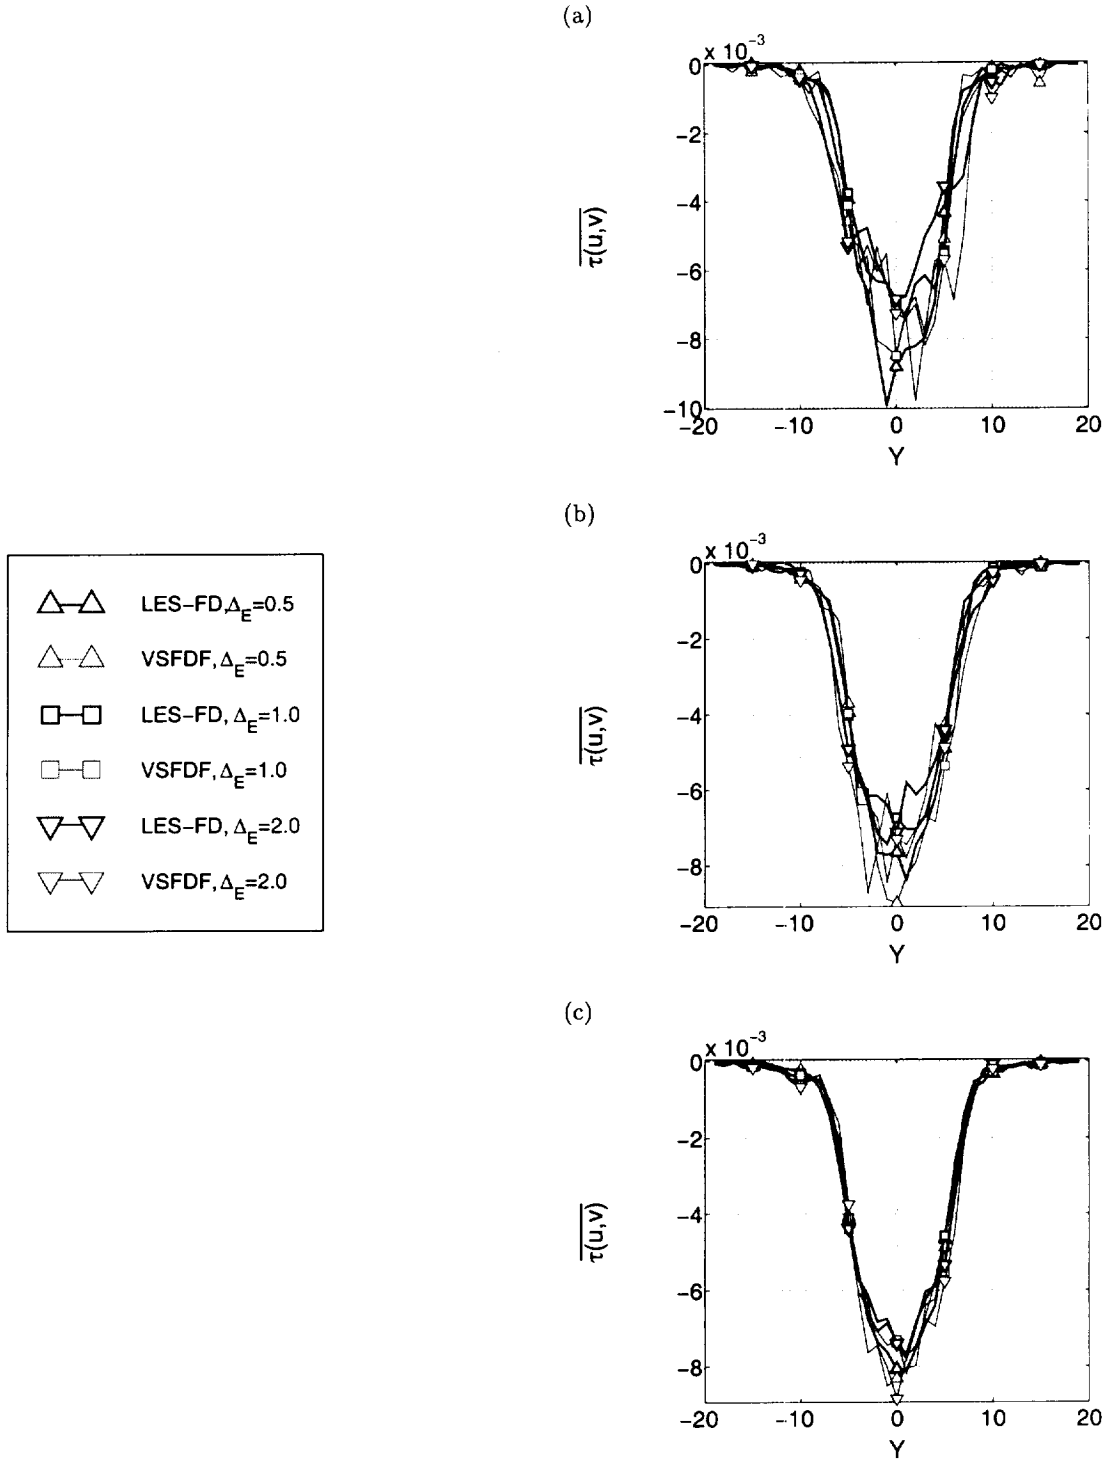 (a)
x 10⁻³
0
−2
−4
−6
−8
−10
τ(u,v)
−20 −10 0 10 20
Y
(b)
x 10⁻³
0
−2
−4
−6
−8
τ(u,v)
−20 −10 0 10 20
Y
LES−FD,Δ_E=0.5
VSFDF,Δ_E=0.5
LES−FD,Δ_E=1.0
VSFDF,Δ_E=1.0
LES−FD,Δ_E=2.0
VSFDF,Δ_E=2.0
(c)
x 10⁻³
0
−2
−4
−6
−8
τ(u,v)
−20 −10 0 10 20
Y